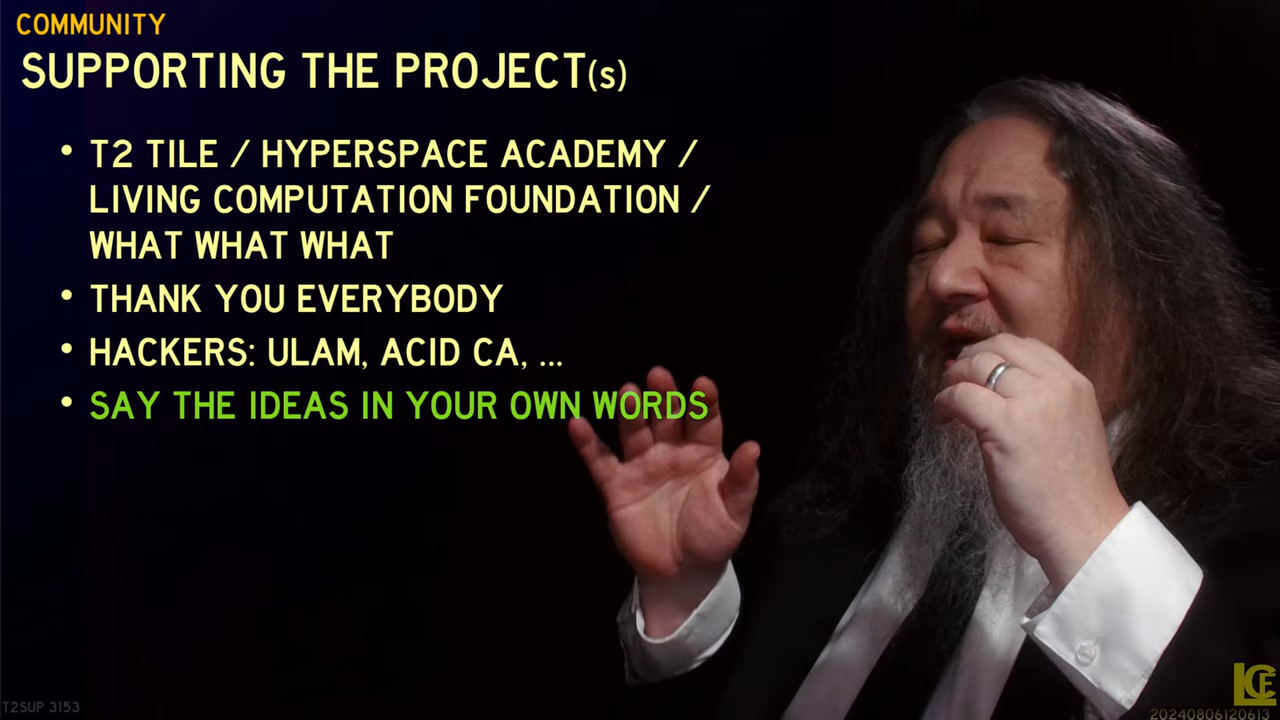 COMMUNITY
SUPPORTING THE PROJECT(s)
• T2 TILE / HYPERSPACE ACADEMY /
LIVING COMPUTATION FOUNDATION /
WHAT WHAT WHAT
• THANK YOU EVERYBODY
• HACKERS: ULAM, ACID CA, ...
• SAY THE IDEAS IN YOUR OWN WORDS
T2SUP 3153
LCF
20240806120613